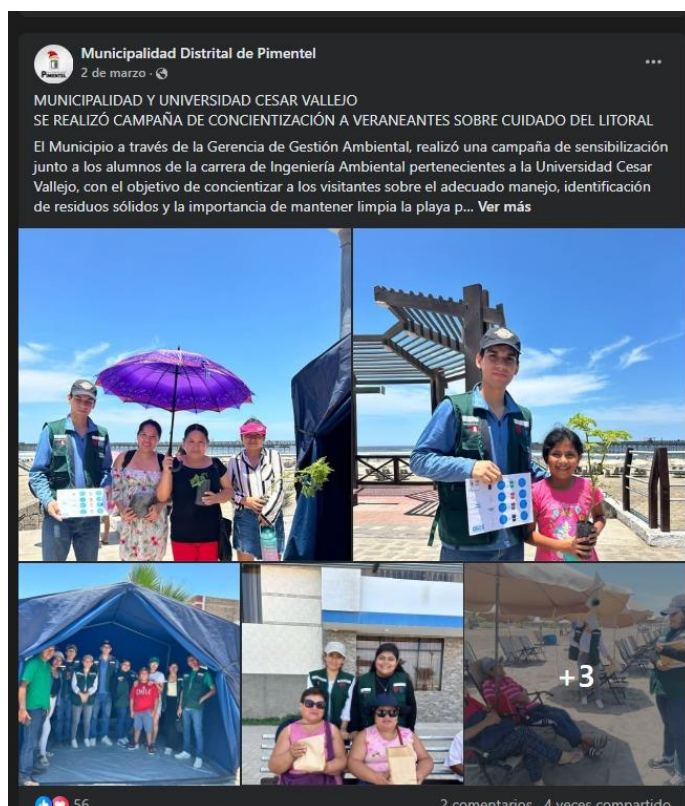 Municipalidad Distrital de Pimentel
2 de marzo ·
MUNICIPALIDAD Y UNIVERSIDAD CESAR VALLEJO
SE REALIZÓ CAMPAÑA DE CONCIENTIZACIÓN A VERANEANTES SOBRE CUIDADO DEL LITORAL
El Municipio a través de la Gerencia de Gestión Ambiental, realizó una campaña de sensibilización
junto a los alumnos de la carrera de Ingeniería Ambiental pertenecientes a la Universidad Cesar
Vallejo, con el objetivo de concientizar a los visitantes sobre el adecuado manejo, identificación
de residuos sólidos y la importancia de mantener limpia la playa p... Ver más
+3
56
2 comentarios 4 veces compartido